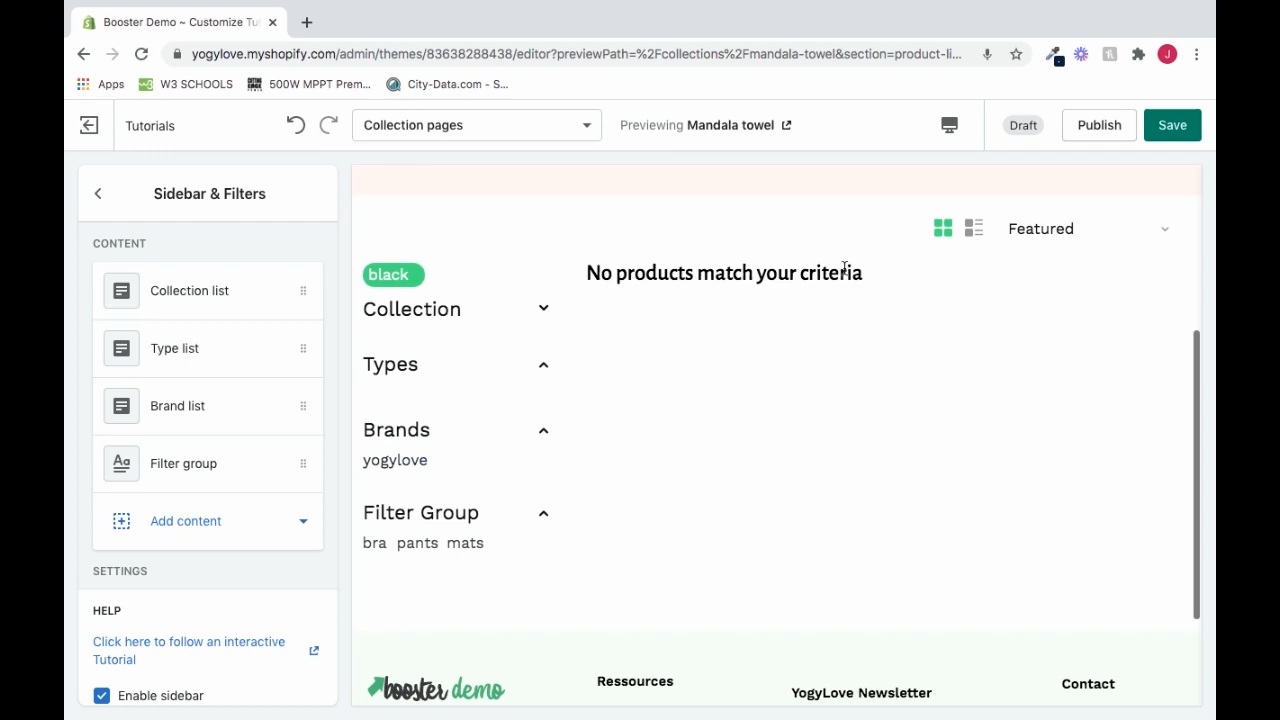 Booster Demo ~ Customize Tu
yogylove.myshopify.com/admin/themes/83638288438/editor?previewPath=%2Fcollections%2Fmandala-towel&section=product-li...
Apps W3 SCHOOLS 500W MPPT Prem... City-Data.com - S...
Tutorials Collection pages Previewing Mandala towel Draft Publish Save
Sidebar & Filters
CONTENT
Collection list
Type list
Brand list
Aa Filter group
Add content
SETTINGS
HELP
Click here to follow an interactive
Tutorial
Enable sidebar
Featured
black
No products match your criteria
Collection
Types
Brands
yogylove
Filter Group
bra pants mats
booster demo
Ressources
YogyLove Newsletter
Contact
J